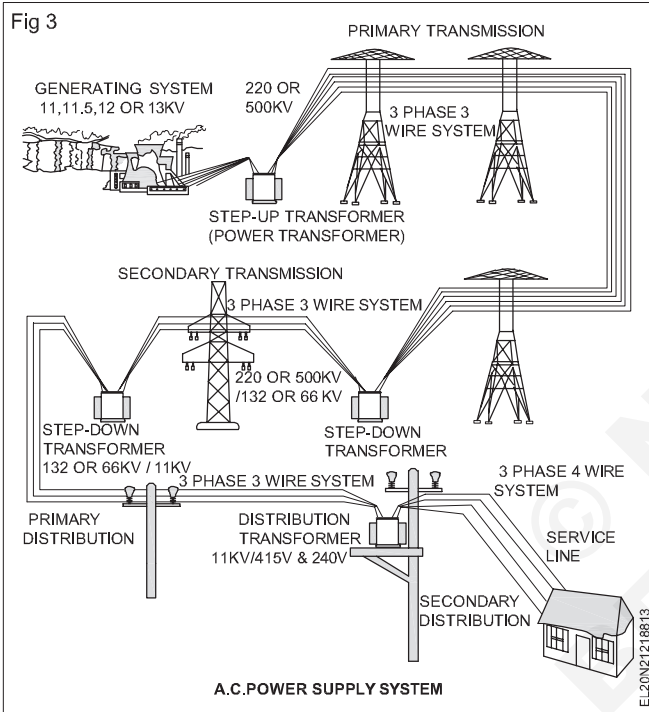 Fig 3
PRIMARY TRANSMISSION
GENERATING SYSTEM
11,11.5,12 OR 13KV
220 OR
500KV
3 PHASE 3
WIRE SYSTEM
STEP-UP TRANSFORMER
(POWER TRANSFORMER)
SECONDARY TRANSMISSION
3 PHASE 3 WIRE SYSTEM
220 OR 500KV
/132 OR 66 KV
STEP-DOWN
TRANSFORMER
132 OR 66KV / 11KV
STEP-DOWN
TRANSFORMER
3 PHASE 3 WIRE SYSTEM
3 PHASE 4 WIRE
SYSTEM
PRIMARY
DISTRIBUTION
DISTRIBUTION
TRANSFORMER
11KV/415V & 240V
SERVICE
LINE
SECONDARY
DISTRIBUTION
A.C.POWER SUPPLY SYSTEM
EL20N21218813